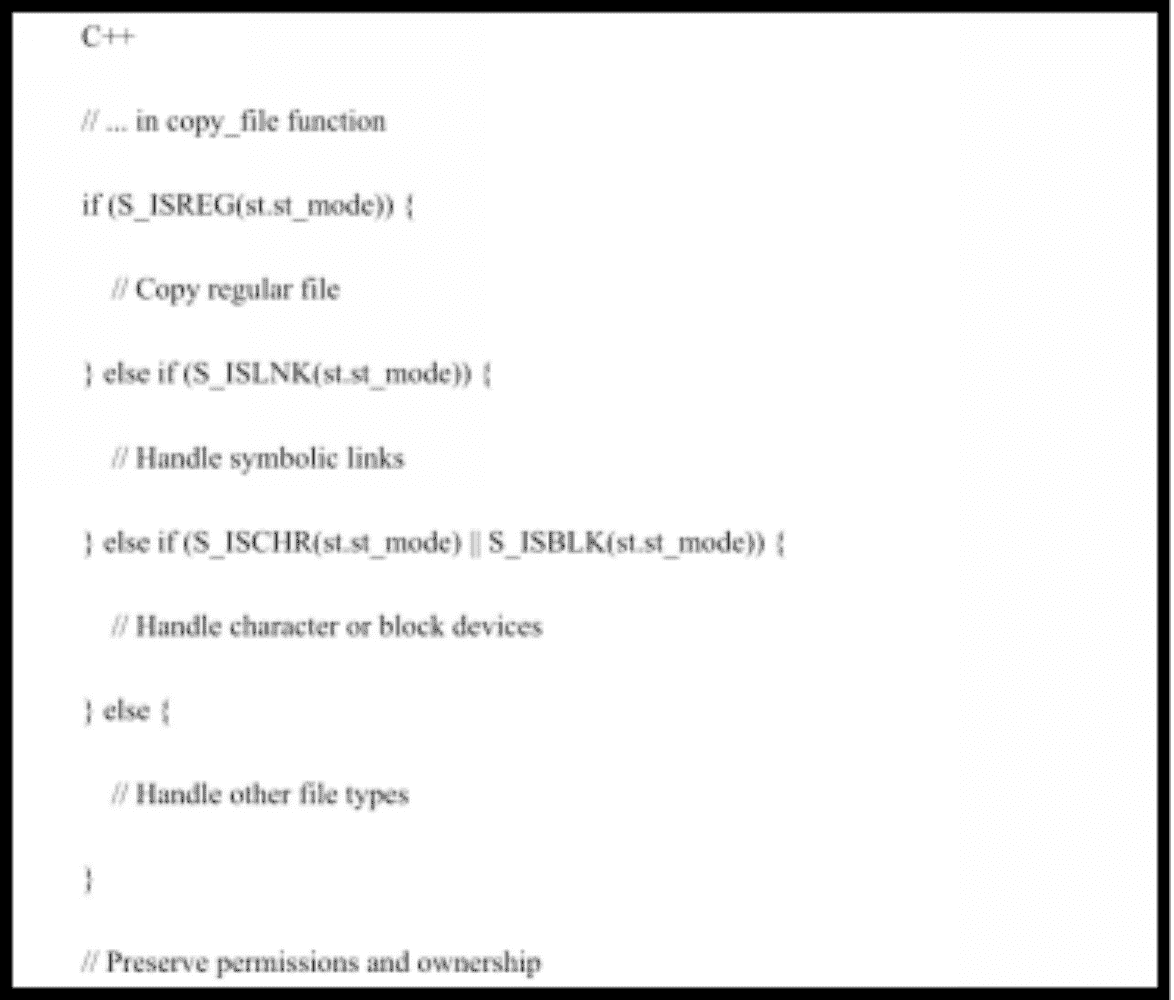 C++
// ... in copy_file function
if (S_ISREG(st.st_mode)) {
// Copy regular file
} else if (S_ISLNK(st.st_mode)) {
// Handle symbolic links
} else if (S_ISCHR(st.st_mode) || S_ISBLK(st.st_mode)) {
// Handle character or block devices
} else {
// Handle other file types
}
// Preserve permissions and ownership